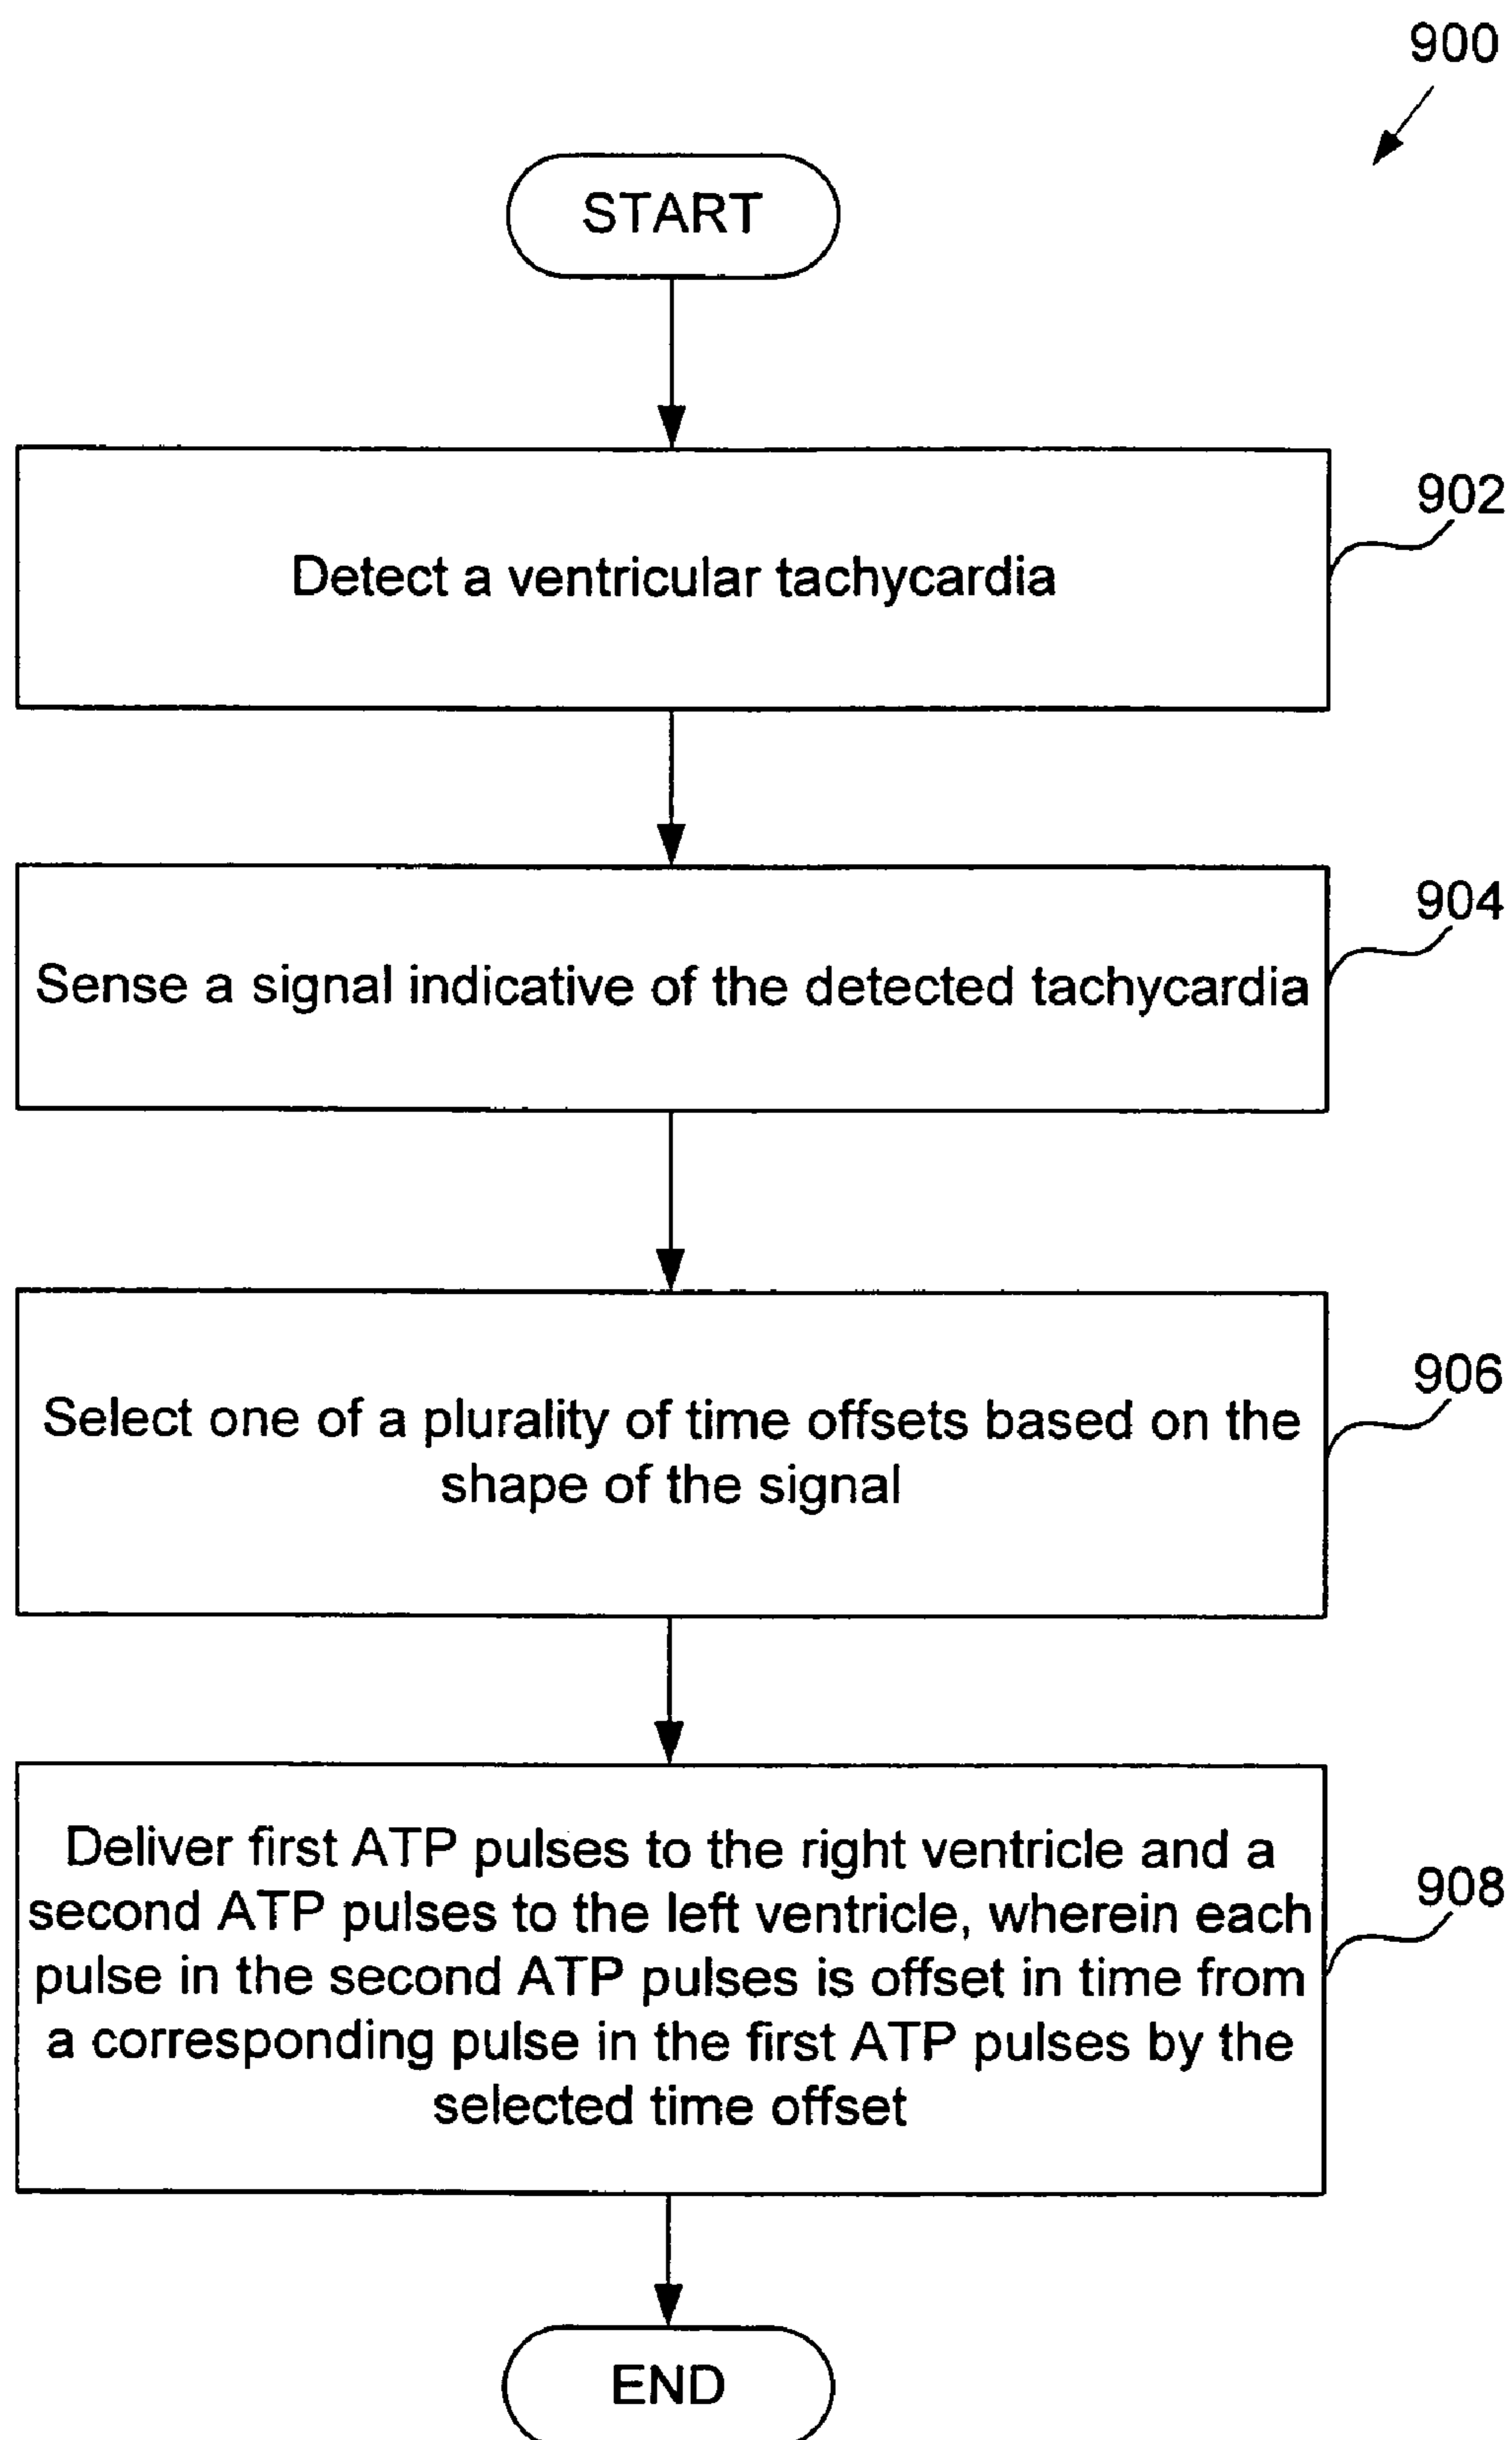 900
START
902
Detect a ventricular tachycardia
904
Sense a signal indicative of the detected tachycardia
906
Select one of a plurality of time offsets based on the
shape of the signal
Deliver first ATP pulses to the right ventricle and a
908
second ATP pulses to the left ventricle, wherein each
pulse in the second ATP pulses is offset in time from
a corresponding pulse in the first ATP pulses by the
selected time offset
END